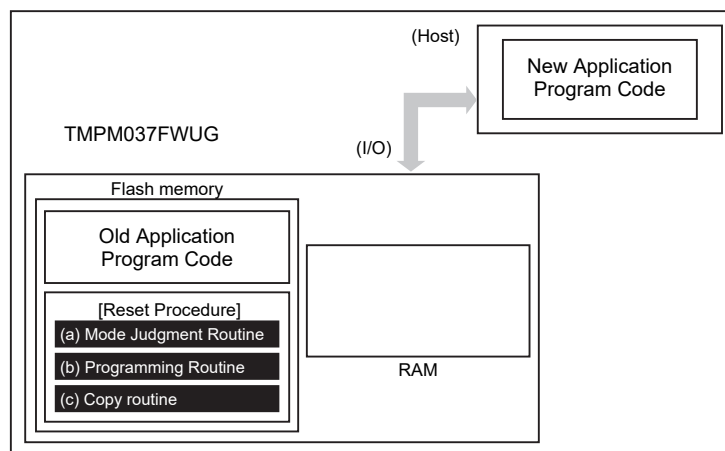 (Host)
New Application
Program Code
TMPM037FWUG
(I/O)
Flash memory
Old Application
Program Code
[Reset Procedure]
(a) Mode Judgment Routine
(b) Programming Routine
(c) Copy routine
RAM